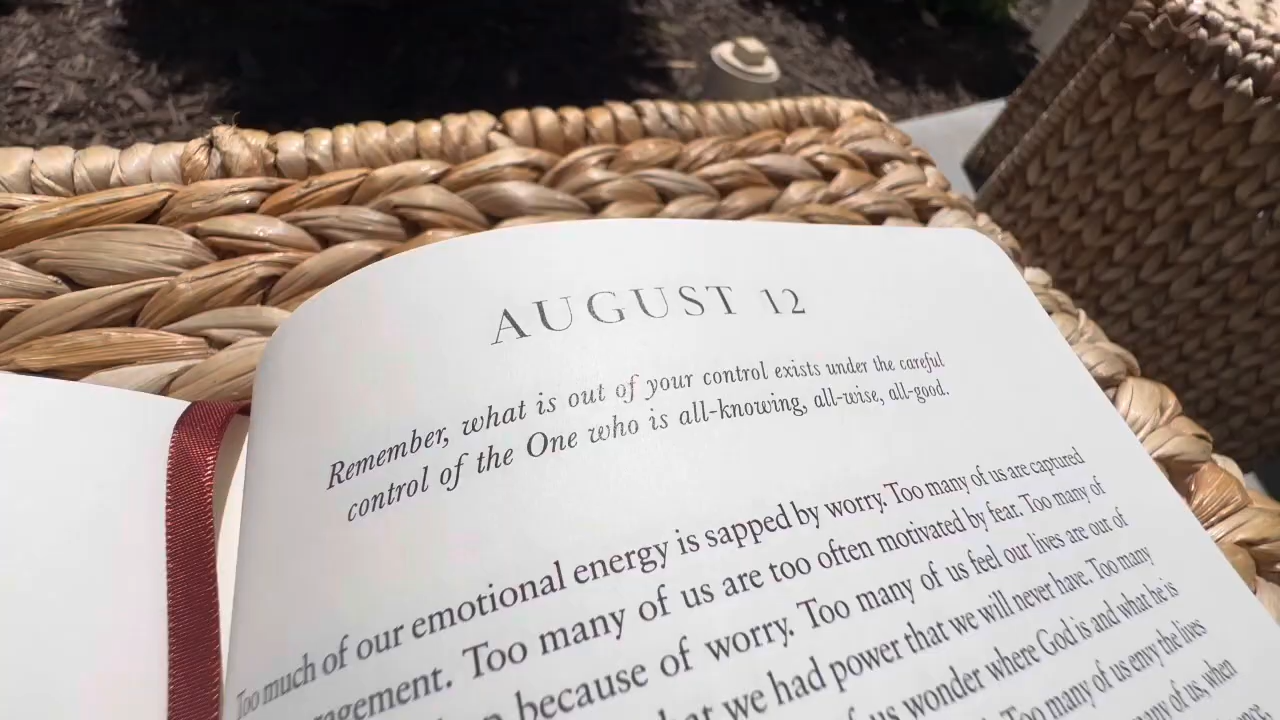 AUGUST 12
Remember, what is out of your control exists under the careful
control of the One who is all-knowing, all-wise, all-good.
Too much of our emotional energy is sapped by worry. Too many of us are captured
Too many of us are too often motivated by fear. Too many of
because of worry. Too many of us feel our lives are out of
we had power that we will never have. Too many
us wonder where God is and what he is
Too many of us envy the lives
of us, when